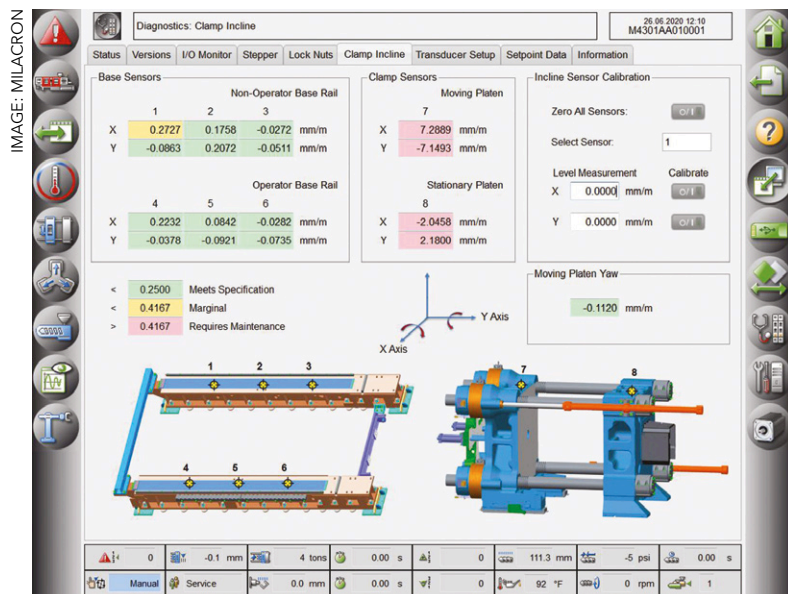 IMAGE: MILACRON
Diagnostics: Clamp Incline
26.06.2020 12:10
M4301AA010001
Status Versions I/O Monitor Stepper Lock Nuts Clamp Incline Transducer Setup Setpoint Data Information
Base Sensors
Non-Operator Base Rail
1 2 3
X 0.2727 0.1758 -0.0272 mm/m
Y -0.0863 0.2072 -0.0511 mm/m
Operator Base Rail
4 5 6
X 0.2232 0.0842 -0.0282 mm/m
Y -0.0378 -0.0921 -0.0735 mm/m
Clamp Sensors
Moving Platen
7
X 7.2889 mm/m
Y -7.1493 mm/m
Stationary Platen
8
X -2.0458 mm/m
Y 2.1800 mm/m
Incline Sensor Calibration
Zero All Sensors: O/I
Select Sensor: 1
Level Measurement Calibrate
X 0.0000 mm/m O/I
Y 0.0000 mm/m O/I
< 0.2500 Meets Specification
< 0.4167 Marginal
> 0.4167 Requires Maintenance
Y Axis
X Axis
Moving Platen Yaw
-0.1120 mm/m
1 2 3
4 5 6
7 8
0 -0.1 mm 4 tons 0.00 s 0 111.3 mm -5 psi 0.00 s
Manual Service 0.0 mm 0.00 s 0 92 °F 0 rpm 1